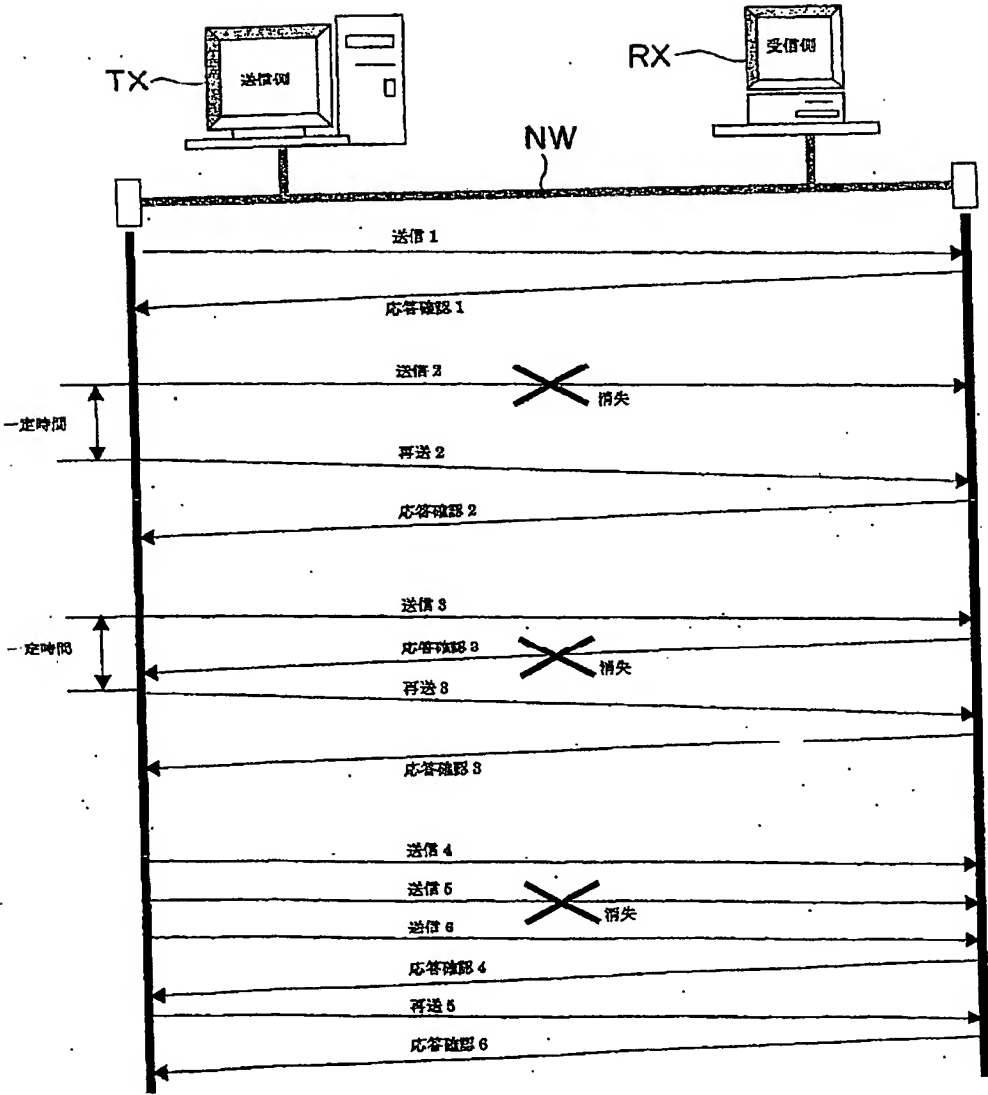 TX
送信側
RX
受信側
NW
送信1
応答確認1
送信2
消失
一定時間
再送2
応答確認2
送信3
一定時間
応答確認3
消失
再送3
応答確認3
送信4
送信5
消失
送信6
応答確認4
再送5
応答確認6